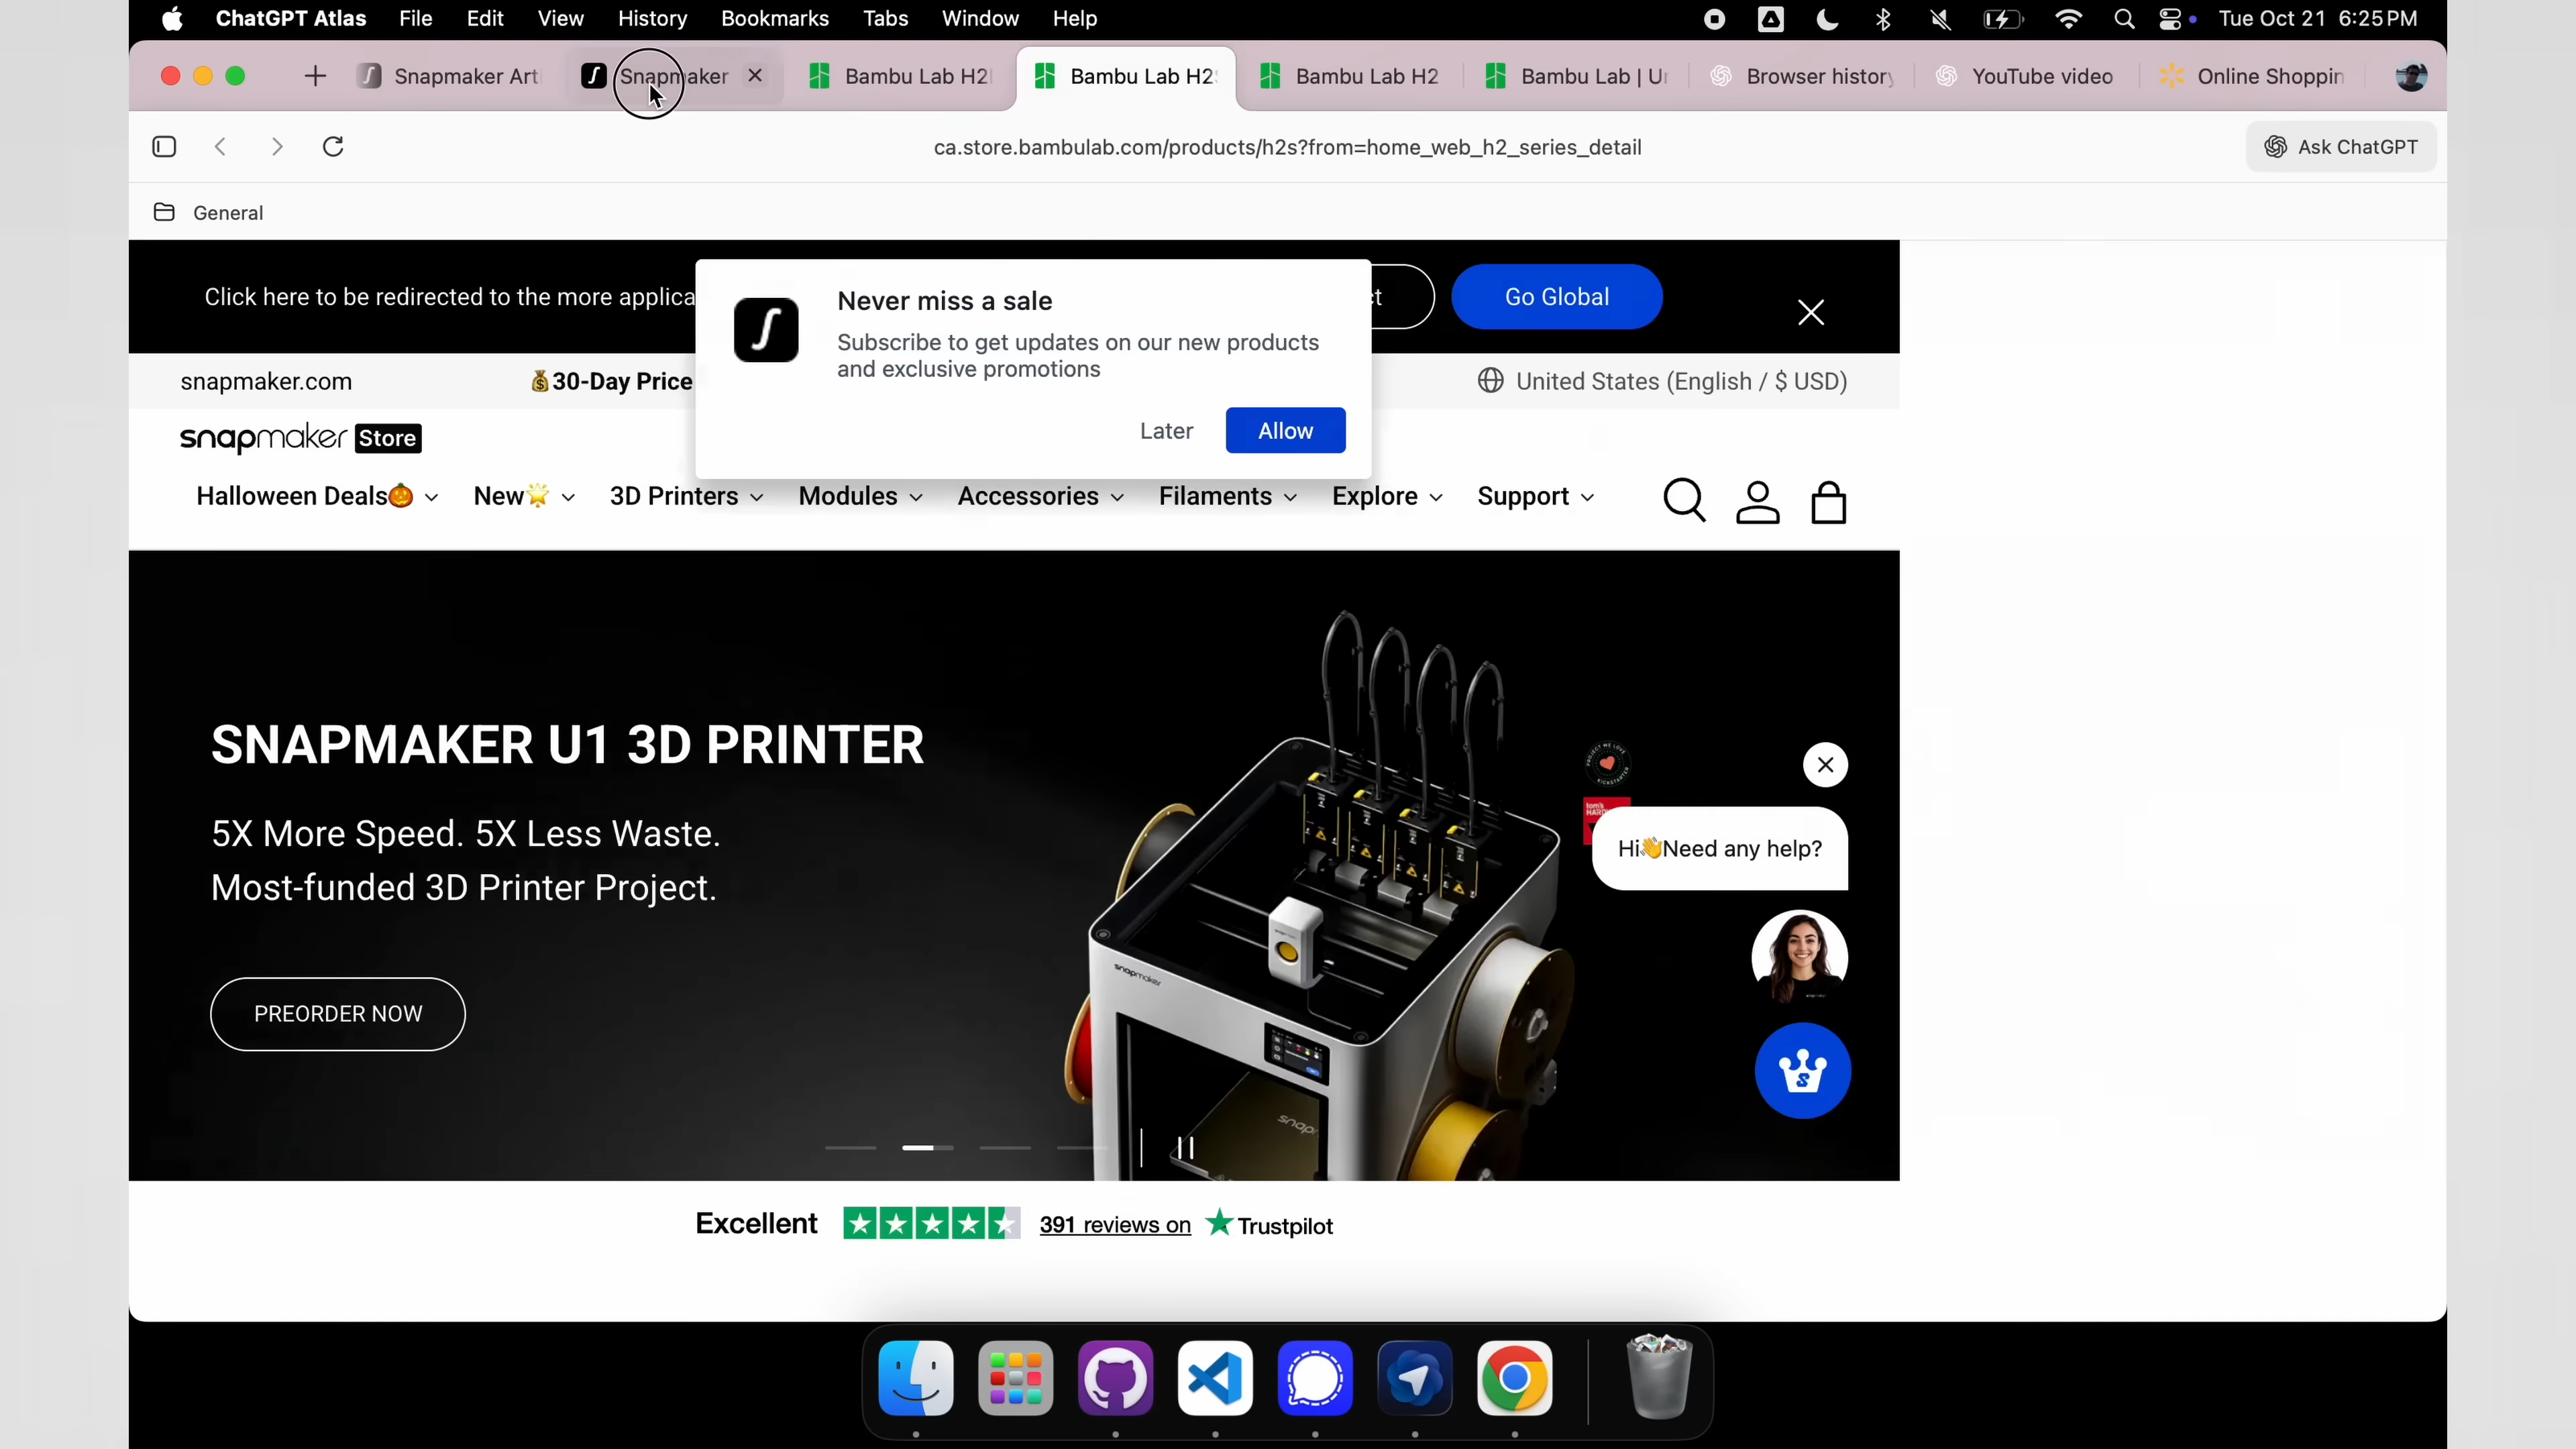 ChatGPT Atlas File Edit View History Bookmarks Tabs Window Help Tue Oct 21 6:25 PM
Snapmaker Arti Snapmaker Bambu Lab H2 Bambu Lab H2S Bambu Lab H2 Bambu Lab | Un Browser history YouTube video Online Shoppin
ca.store.bambulab.com/products/h2s?from=home_web_h2_series_detail
Ask ChatGPT
General
Click here to be redirected to the more applica
Go Global
Never miss a sale
Subscribe to get updates on our new products
and exclusive promotions
Later Allow
snapmaker.com
💰30-Day Price
United States (English / $ USD)
snapmaker Store
Halloween Deals🎃 New🌟 3D Printers Modules Accessories Filaments Explore Support
SNAPMAKER U1 3D PRINTER
5X More Speed. 5X Less Waste.
Most-funded 3D Printer Project.
PREORDER NOW
Hi👋Need any help?
snapmaker
Excellent 391 reviews on Trustpilot